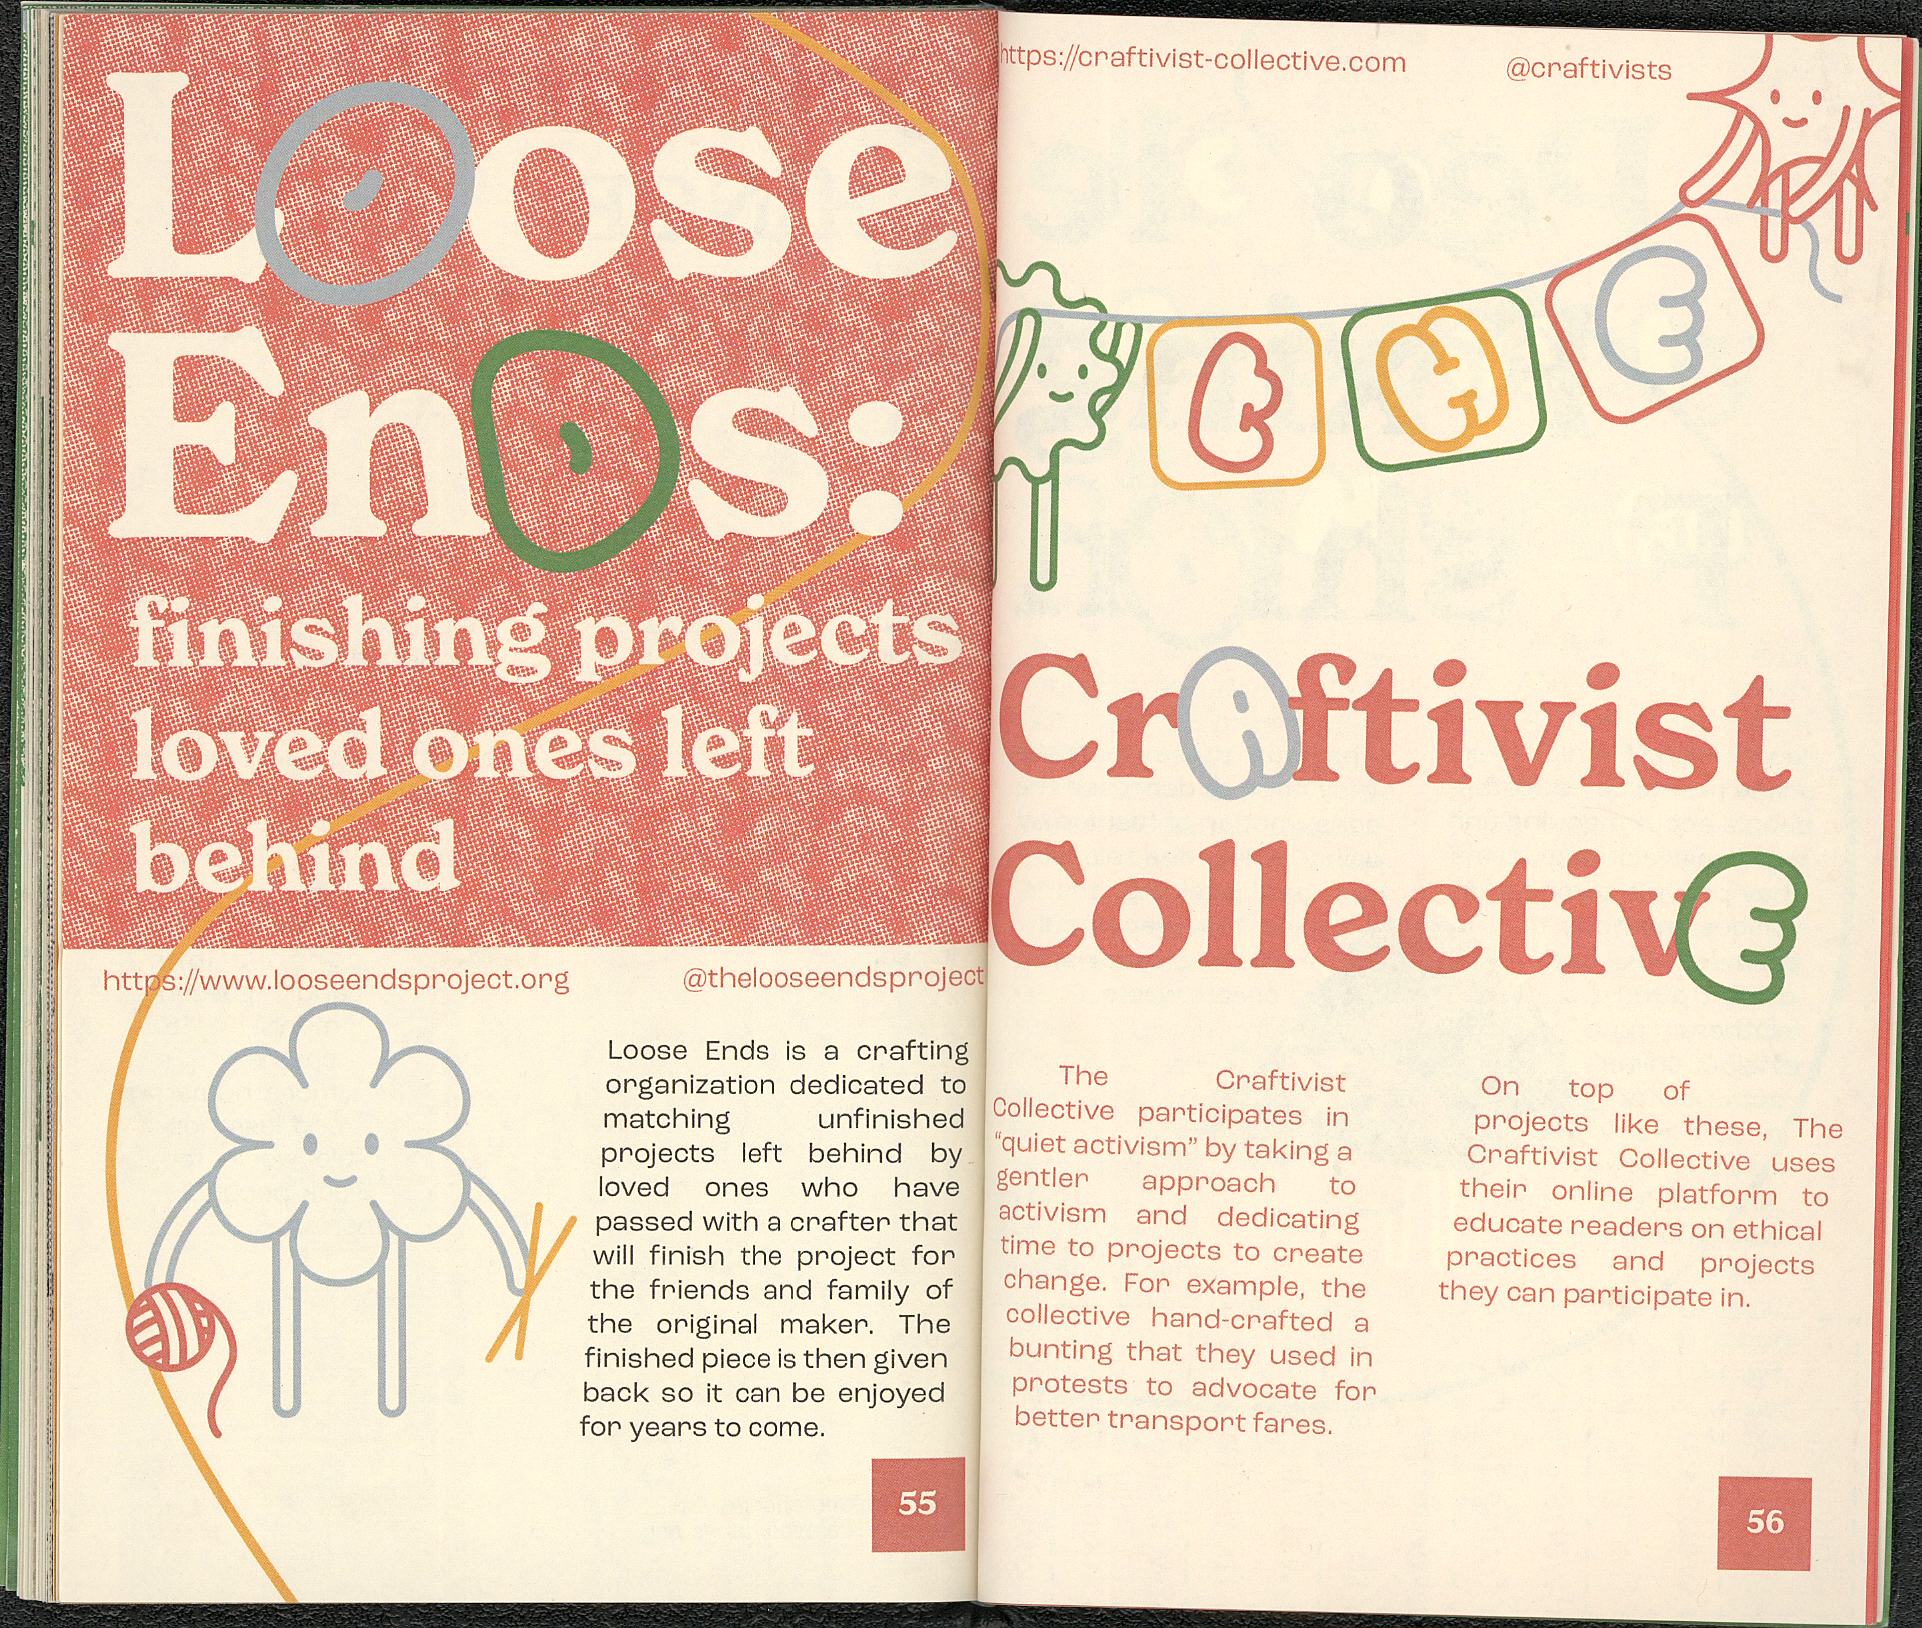 Loose
EnDs:
finishing projects
loved ones left
behind
https://www.looseendsproject.org
@thelooseendsproject
Loose Ends is a crafting
organization dedicated to
matching unfinished
projects left behind by
loved ones who have
passed with a crafter that
will finish the project for
the friends and family of
the original maker. The
finished piece is then given
back so it can be enjoyed
for years to come.
55
https://craftivist-collective.com
@craftivists
C H E
CrAftivist
CollectivE
The Craftivist
Collective participates in
“quiet activism” by taking a
gentler approach to
activism and dedicating
time to projects to create
change. For example, the
collective hand-crafted a
bunting that they used in
protests to advocate for
better transport fares.
On top of
projects like these, The
Craftivist Collective uses
their online platform to
educate readers on ethical
practices and projects
they can participate in.
56